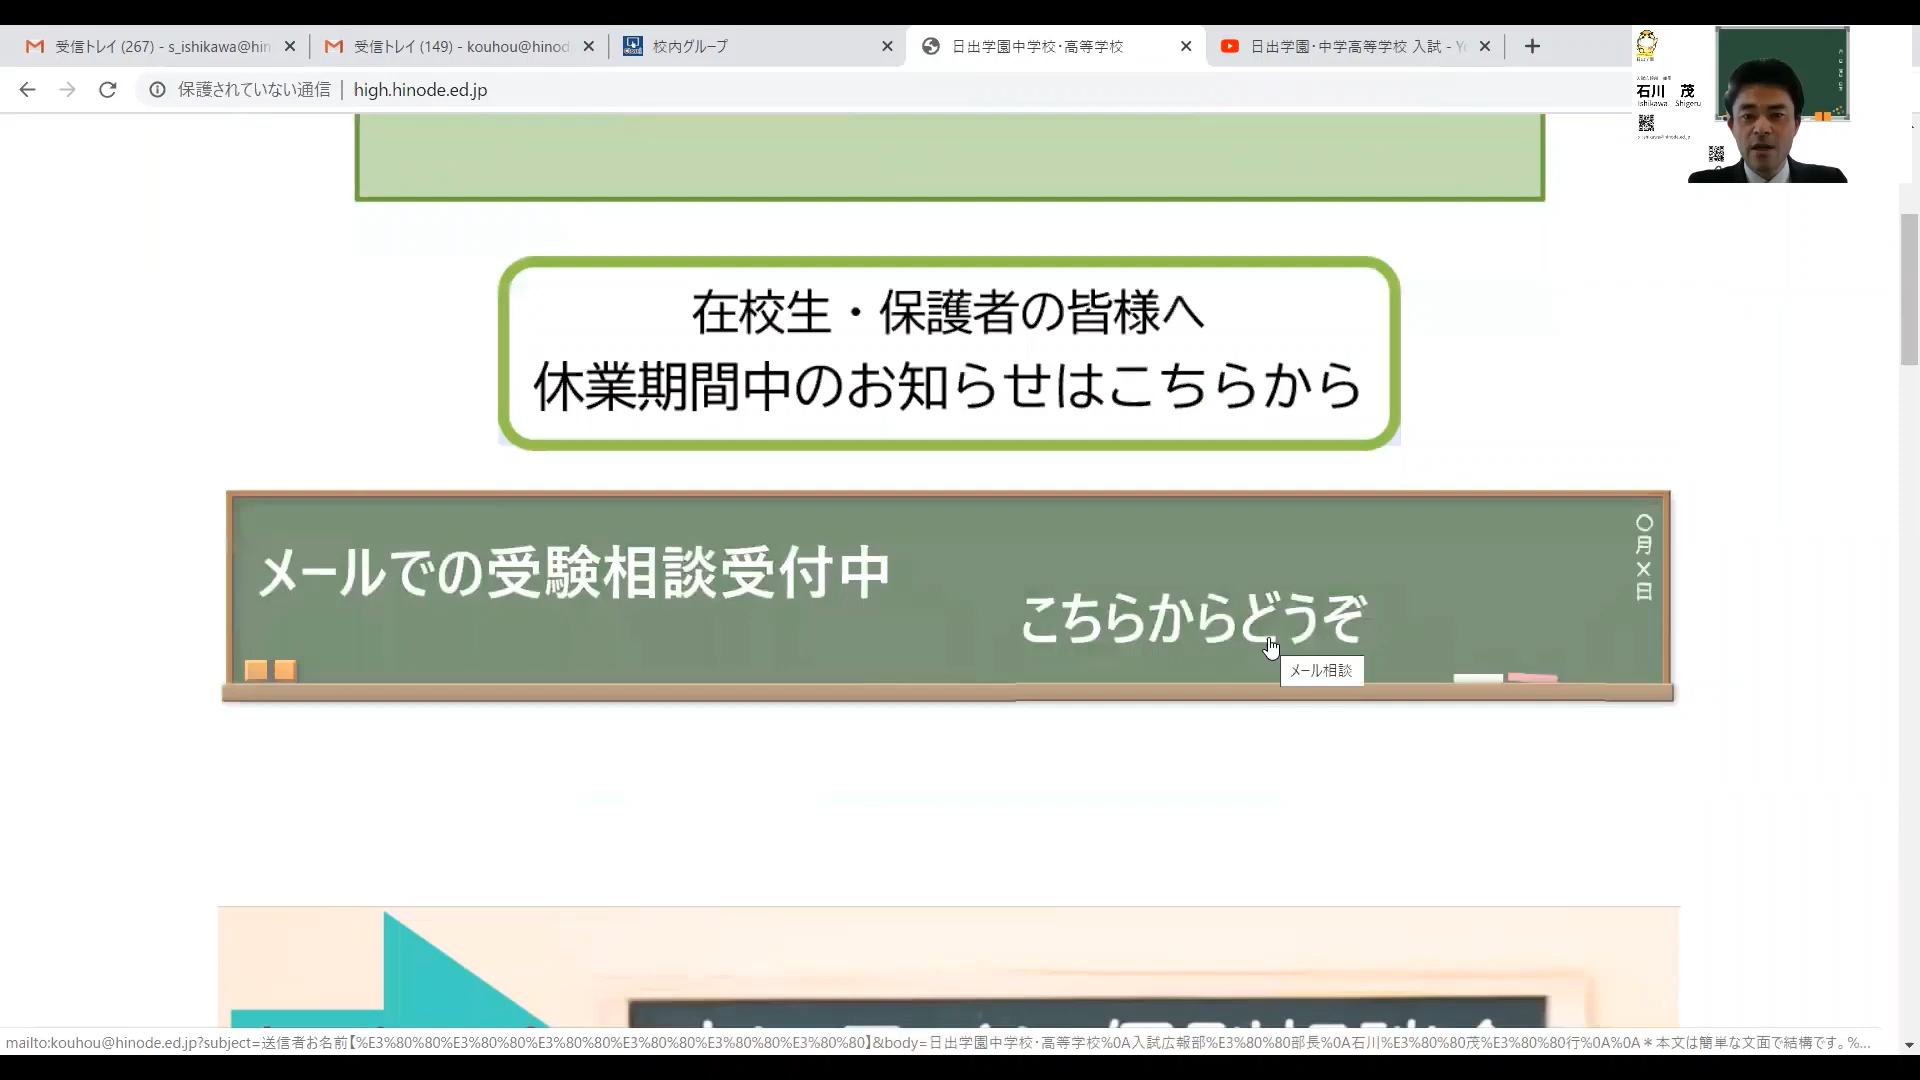 受信トレイ (267) - s_ishikawa@hin
受信トレイ (149) - kouhou@hinod
校内グループ
日出学園中学校・高等学校
日出学園・中学高等学校 入試 - Yo
保護されていない通信
high.hinode.ed.jp
石川 茂
Ishikawa Shigeru
在校生・保護者の皆様へ
休業期間中のお知らせはこちらから
メールでの受験相談受付中
こちらからどうぞ
〇月×日
メール相談
mailto:kouhou@hinode.ed.jp?subject=送信者お名前【%E3%80%80%E3%80%80%E3%80%80%E3%80%80%E3%80%80%E3%80%80】&body=日出学園中学校・高等学校%0A入試広報部%E3%80%80部長%0A石川%E3%80%80茂%E3%80%80行%0A%0A＊本文は簡単な文面で結構です。%...